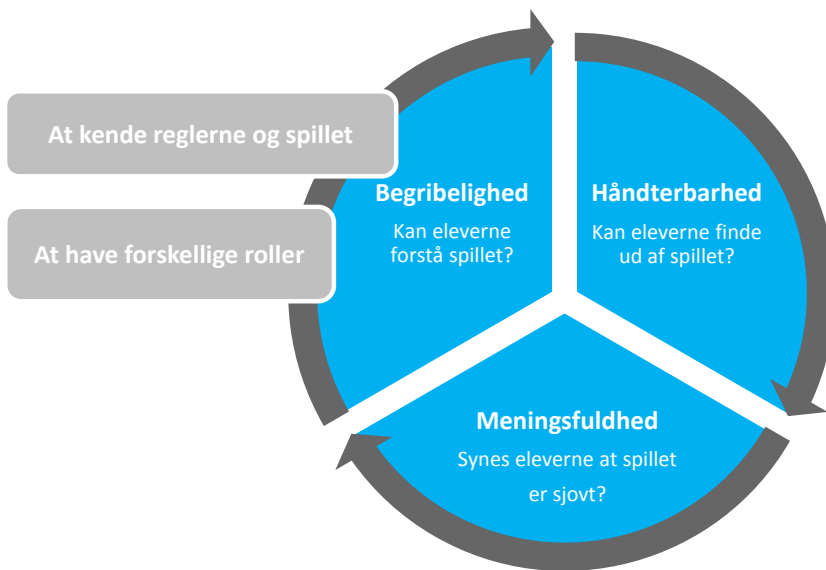 At kende reglerne og spillet
At have forskellige roller
Begribelighed
Kan eleverne
forstå spillet?
Håndterbarhed
Kan eleverne finde
ud af spillet?
Meningsfuldhed
Synes eleverne at spillet
er sjovt?